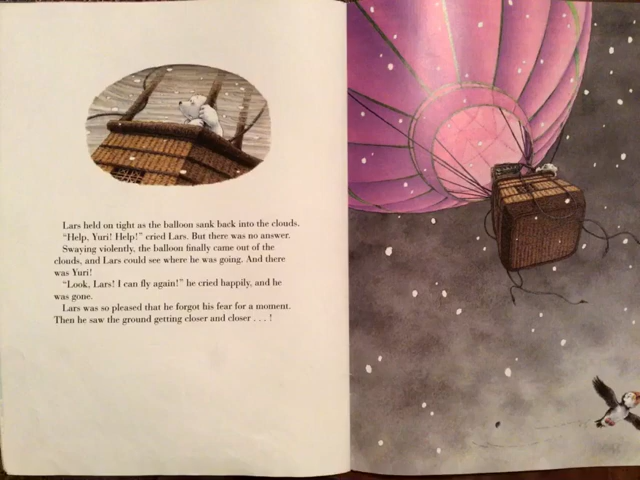 Lars held on tight as the balloon sank back into the clouds.
“Help, Yuri! Help!” cried Lars. But there was no answer.
Swaying violently, the balloon finally came out of the
clouds, and Lars could see where he was going. And there
was Yuri!
“Look, Lars! I can fly again!” he cried happily, and he
was gone.
Lars was so pleased that he forgot his fear for a moment.
Then he saw the ground getting closer and closer . . . !